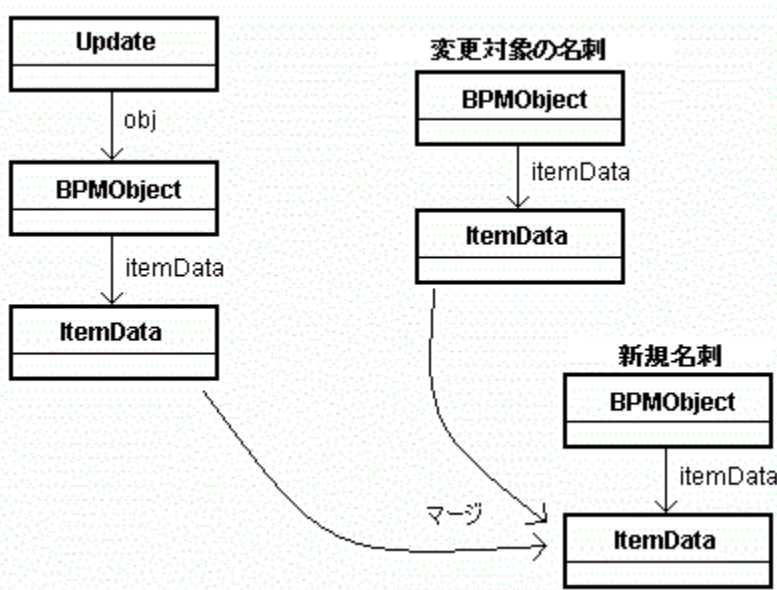 Update
obj
BPMObject
itemData
ItemData
変更対象の名刺
BPMObject
itemData
ItemData
新規名刺
BPMObject
itemData
ItemData
マージ